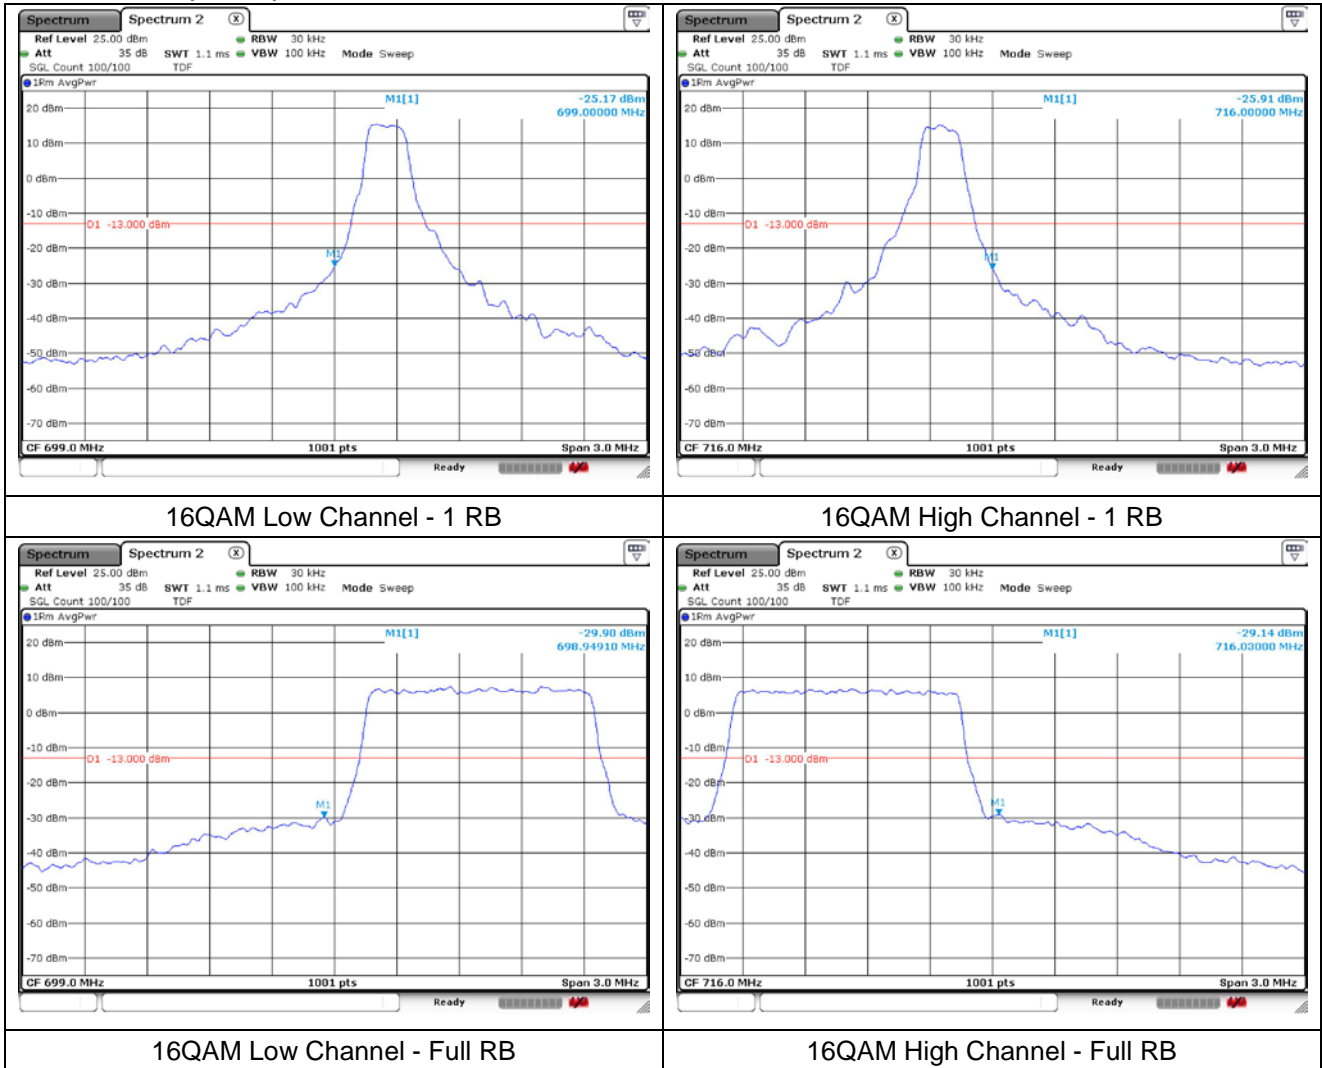 Spectrum Spectrum 2 X
Ref Level 25.00 dBm RBW 30 kHz
Att 35 dB SWT 1.1 ms VBW 100 kHz Mode Sweep
SGL Count 100/100 TDF
1Rm AvgPwr
M1[1] -25.17 dBm
699.00000 MHz
20 dBm
10 dBm
0 dBm
-10 dBm
D1 -13.000 dBm
-20 dBm
M1
-30 dBm
-40 dBm
-50 dBm
-60 dBm
-70 dBm
CF 699.0 MHz 1001 pts Span 3.0 MHz
Ready
16QAM Low Channel - 1 RB
Spectrum Spectrum 2 X
Ref Level 25.00 dBm RBW 30 kHz
Att 35 dB SWT 1.1 ms VBW 100 kHz Mode Sweep
SGL Count 100/100 TDF
1Rm AvgPwr
M1[1] -25.91 dBm
716.00000 MHz
20 dBm
10 dBm
0 dBm
-10 dBm
D1 -13.000 dBm
-20 dBm
M1
-30 dBm
-40 dBm
-50 dBm
-60 dBm
-70 dBm
CF 716.0 MHz 1001 pts Span 3.0 MHz
Ready
16QAM High Channel - 1 RB
Spectrum Spectrum 2 X
Ref Level 25.00 dBm RBW 30 kHz
Att 35 dB SWT 1.1 ms VBW 100 kHz Mode Sweep
SGL Count 100/100 TDF
1Rm AvgPwr
M1[1] -29.90 dBm
698.94910 MHz
20 dBm
10 dBm
0 dBm
-10 dBm
D1 -13.000 dBm
-20 dBm
M1
-30 dBm
-40 dBm
-50 dBm
-60 dBm
-70 dBm
CF 699.0 MHz 1001 pts Span 3.0 MHz
Ready
16QAM Low Channel - Full RB
Spectrum Spectrum 2 X
Ref Level 25.00 dBm RBW 30 kHz
Att 35 dB SWT 1.1 ms VBW 100 kHz Mode Sweep
SGL Count 100/100 TDF
1Rm AvgPwr
M1[1] -29.14 dBm
716.03000 MHz
20 dBm
10 dBm
0 dBm
-10 dBm
D1 -13.000 dBm
-20 dBm
M1
-30 dBm
-40 dBm
-50 dBm
-60 dBm
-70 dBm
CF 716.0 MHz 1001 pts Span 3.0 MHz
Ready
16QAM High Channel - Full RB